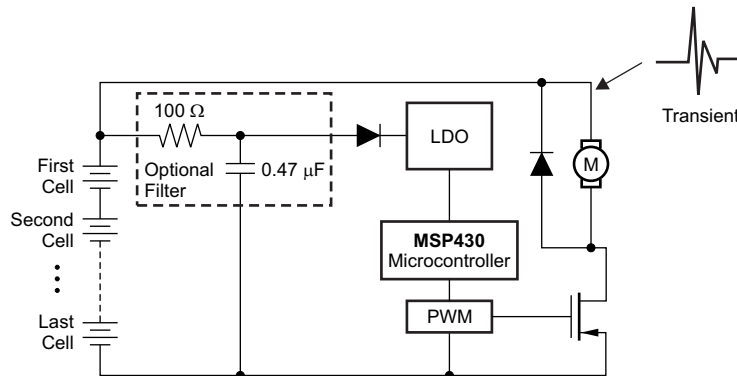 Transient
100 Ω
Optional
Filter
0.47 μF
LDO
M
First
Cell
Second
Cell
MSP430
Microcontroller
PWM
Last
Cell